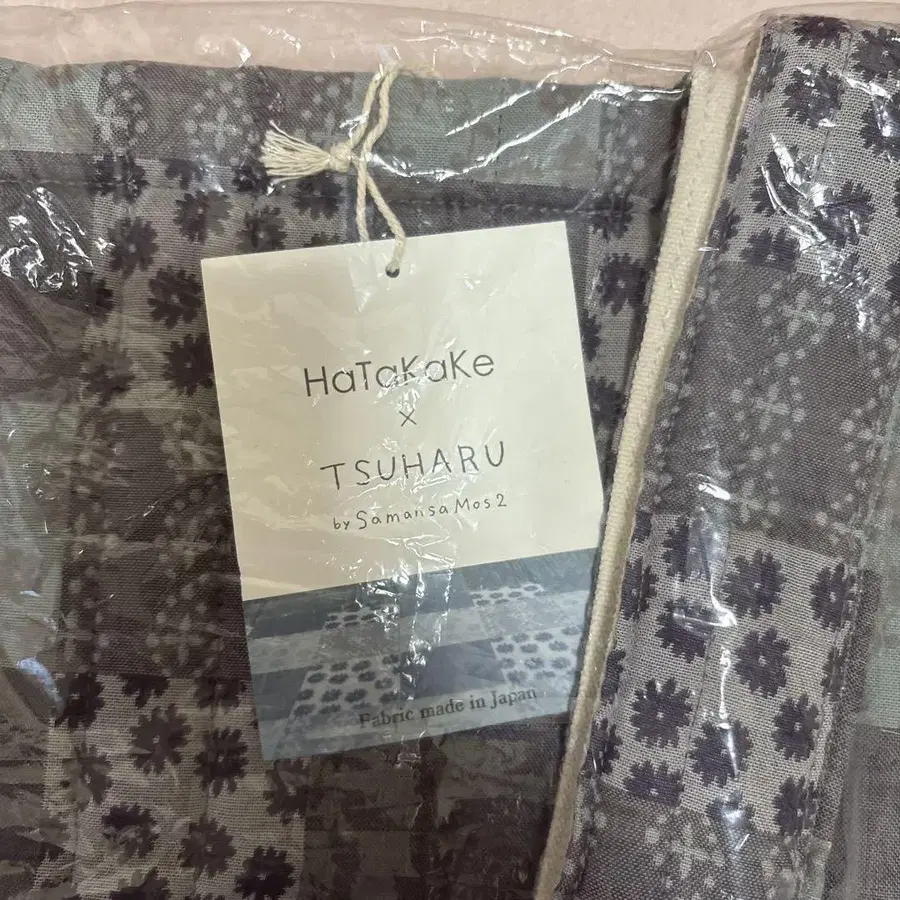 HaTaKaKe
×
TSUHARU
by Samansa Mos2
Fabric made in Japan